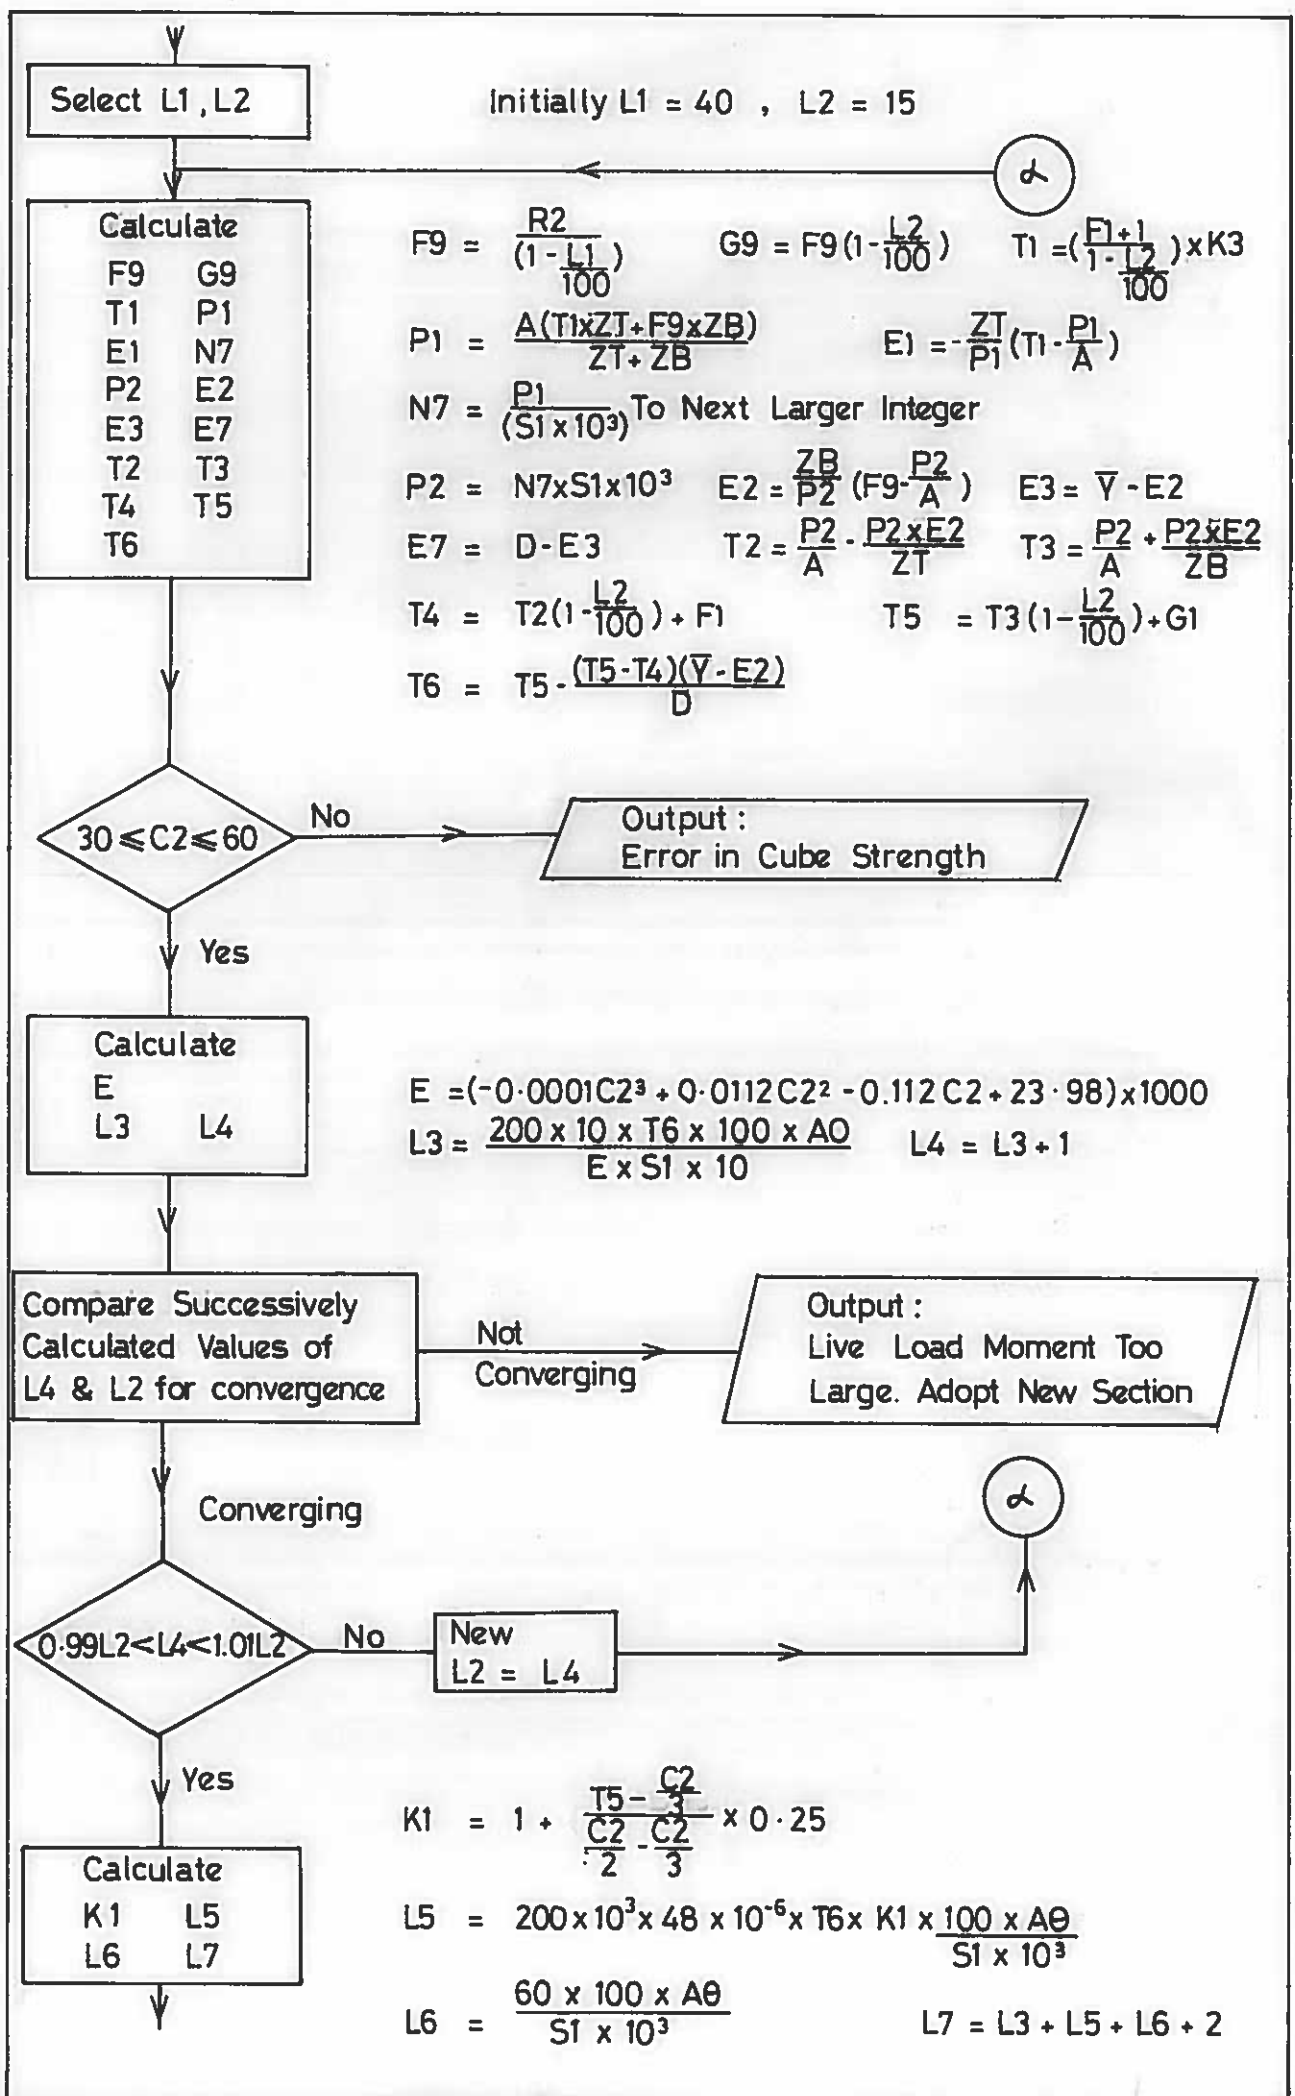 Select L1, L2
Initially L1 = 40 , L2 = 15
α
Calculate
F9 G9
T1 P1
E1 N7
P2 E2
E3 E7
T2 T3
T4 T5
T6
F9 = R2 / (1 - L1/100)
G9 = F9(1 - L2/100)
T1 = (F1+1 / 1 - L2/100) x K3
P1 = A(T1xZT + F9xZB) / ZT + ZB
E1 = - ZT/P1 (T1 - P1/A)
N7 = P1 / (S1 x 10³) To Next Larger Integer
P2 = N7xS1x10³
E2 = ZB/P2 (F9 - P2/A)
E3 = Y̅ - E2
E7 = D - E3
T2 = P2/A - P2xE2/ZT
T3 = P2/A + P2xE2/ZB
T4 = T2(1 - L2/100) + F1
T5 = T3(1 - L2/100) + G1
T6 = T5 - (T5 - T4)(Y̅ - E2) / D
30 ≤ C2 ≤ 60
No
Output :
Error in Cube Strength
Yes
Calculate
E
L3 L4
E = (-0·0001C2³ + 0·0112C2² - 0.112C2 + 23·98) x 1000
L3 = 200 x 10 x T6 x 100 x A0 / E x S1 x 10
L4 = L3 + 1
Compare Successively
Calculated Values of
L4 & L2 for convergence
Not
Converging
Output :
Live Load Moment Too
Large. Adopt New Section
Converging
α
0·99L2 < L4 < 1.01L2
No
New
L2 = L4
Yes
Calculate
K1 L5
L6 L7
K1 = 1 + T5 - C2/3 / C2/2 - C2/3 x 0·25
L5 = 200 x 10³ x 48 x 10⁻⁶ x T6 x K1 x 100 x Aθ / S1 x 10³
L6 = 60 x 100 x Aθ / S1 x 10³
L7 = L3 + L5 + L6 + 2